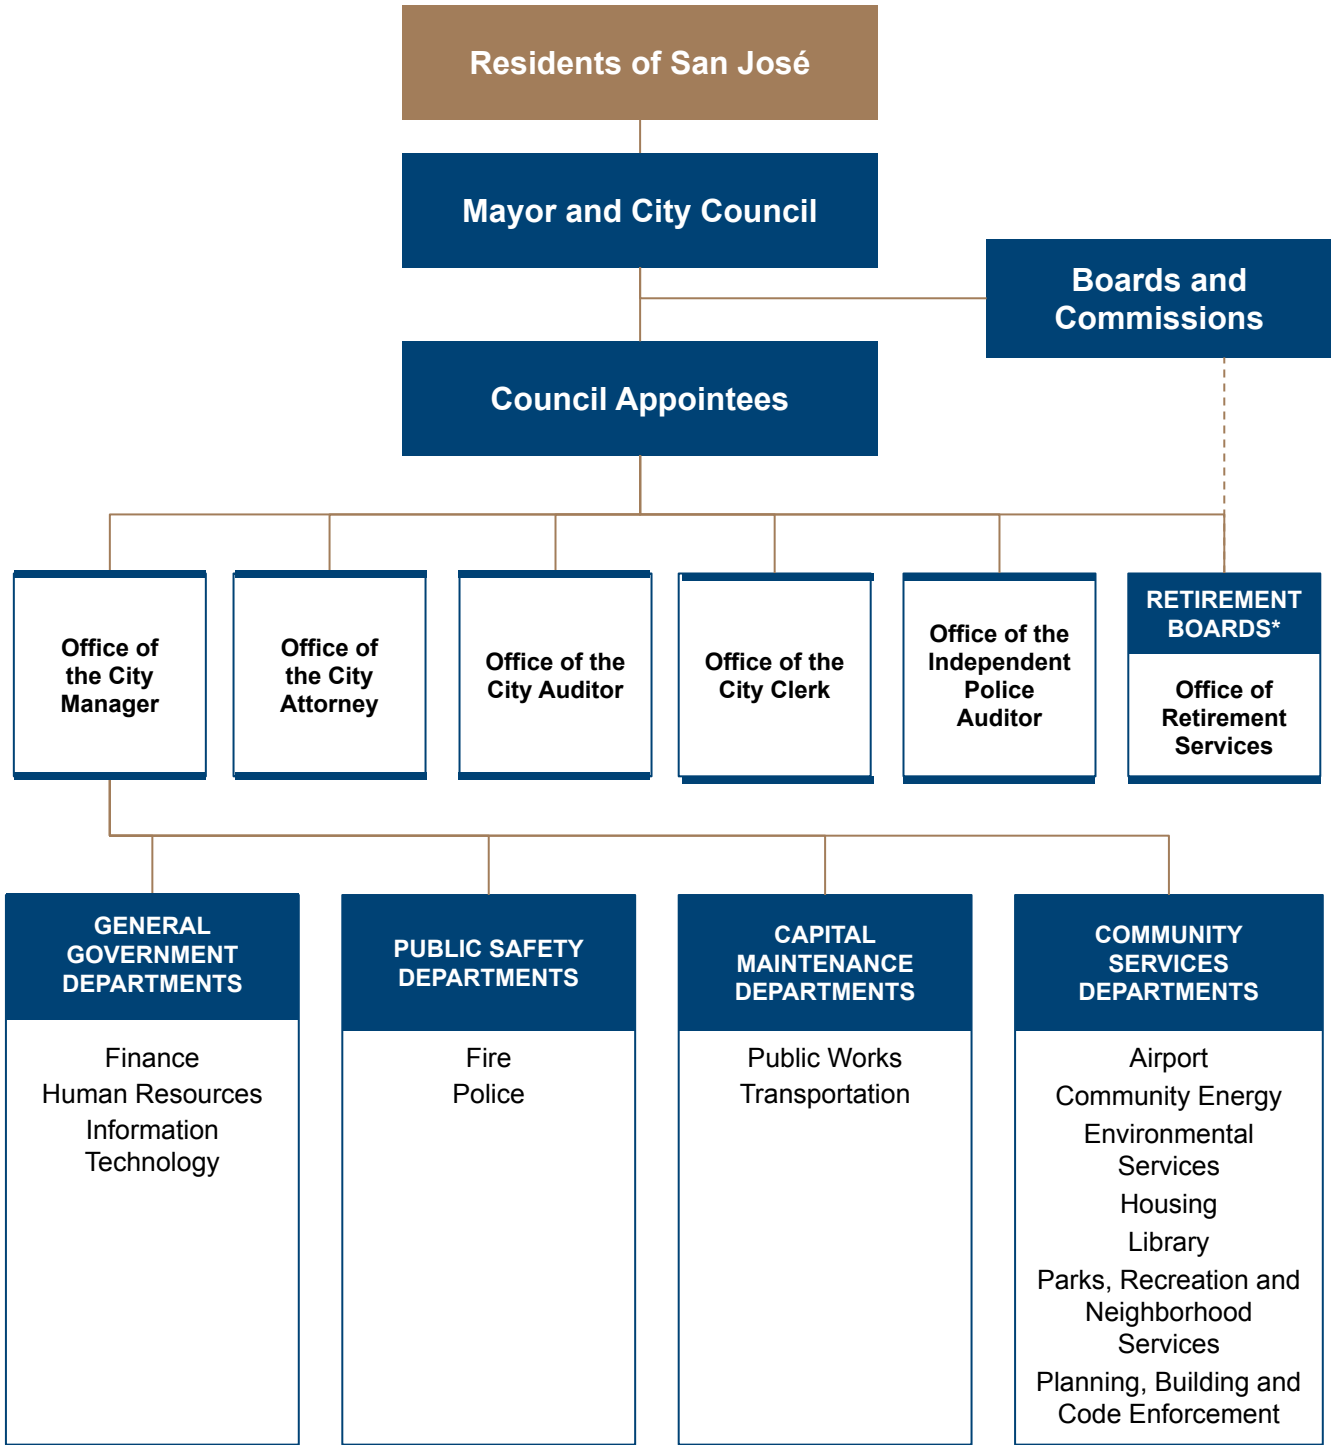 Residents of San José
Mayor and City Council
Boards and
Commissions
Council Appointees
Office of
the City
Manager
Office of
the City
Attorney
Office of the
City Auditor
Office of the
City Clerk
Office of the
Independent
Police
Auditor
RETIREMENT
BOARDS*
Office of
Retirement
Services
GENERAL
GOVERNMENT
DEPARTMENTS
Finance
Human Resources
Information
Technology
PUBLIC SAFETY
DEPARTMENTS
Fire
Police
CAPITAL
MAINTENANCE
DEPARTMENTS
Public Works
Transportation
COMMUNITY
SERVICES
DEPARTMENTS
Airport
Community Energy
Environmental
Services
Housing
Library
Parks, Recreation and
Neighborhood
Services
Planning, Building and
Code Enforcement